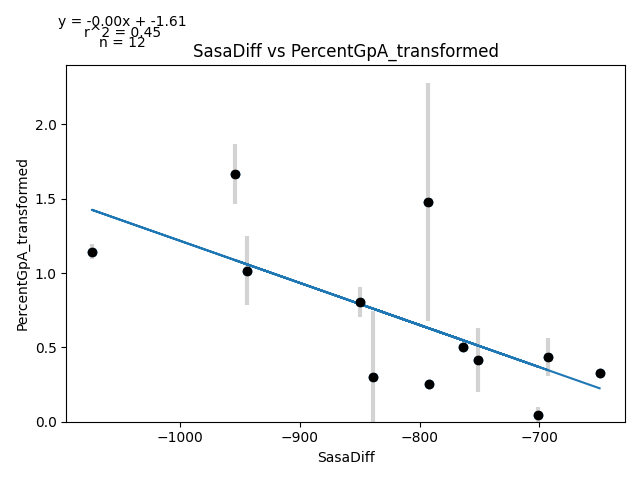 y = -0.00x + -1.61
r^2 = 0.45
n = 12
SasaDiff vs PercentGpA_transformed
PercentGpA_transformed
2.0
1.5
1.0
0.5
0.0
−1000
−900
−800
−700
SasaDiff